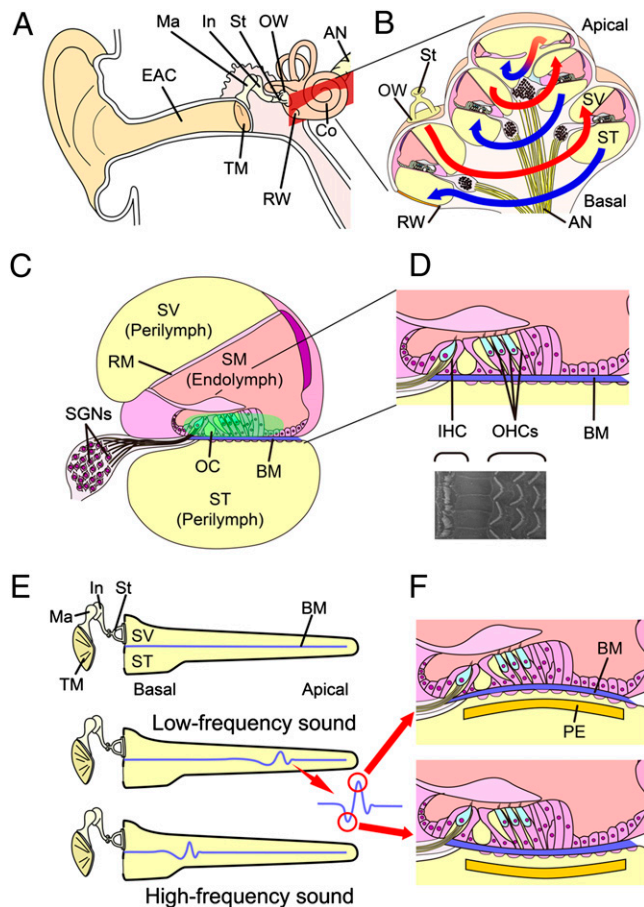 A
Ma
In
St
OW
AN
EAC
TM
RW
Co
B
Apical
St
OW
SV
ST
Basal
RW
AN
C
SV
(Perilymph)
RM
SM
(Endolymph)
SGNs
OC
BM
ST
(Perilymph)
D
IHC
OHCs
BM
E
In
St
Ma
BM
SV
ST
TM
Basal
Apical
Low-frequency sound
High-frequency sound
F
BM
PE